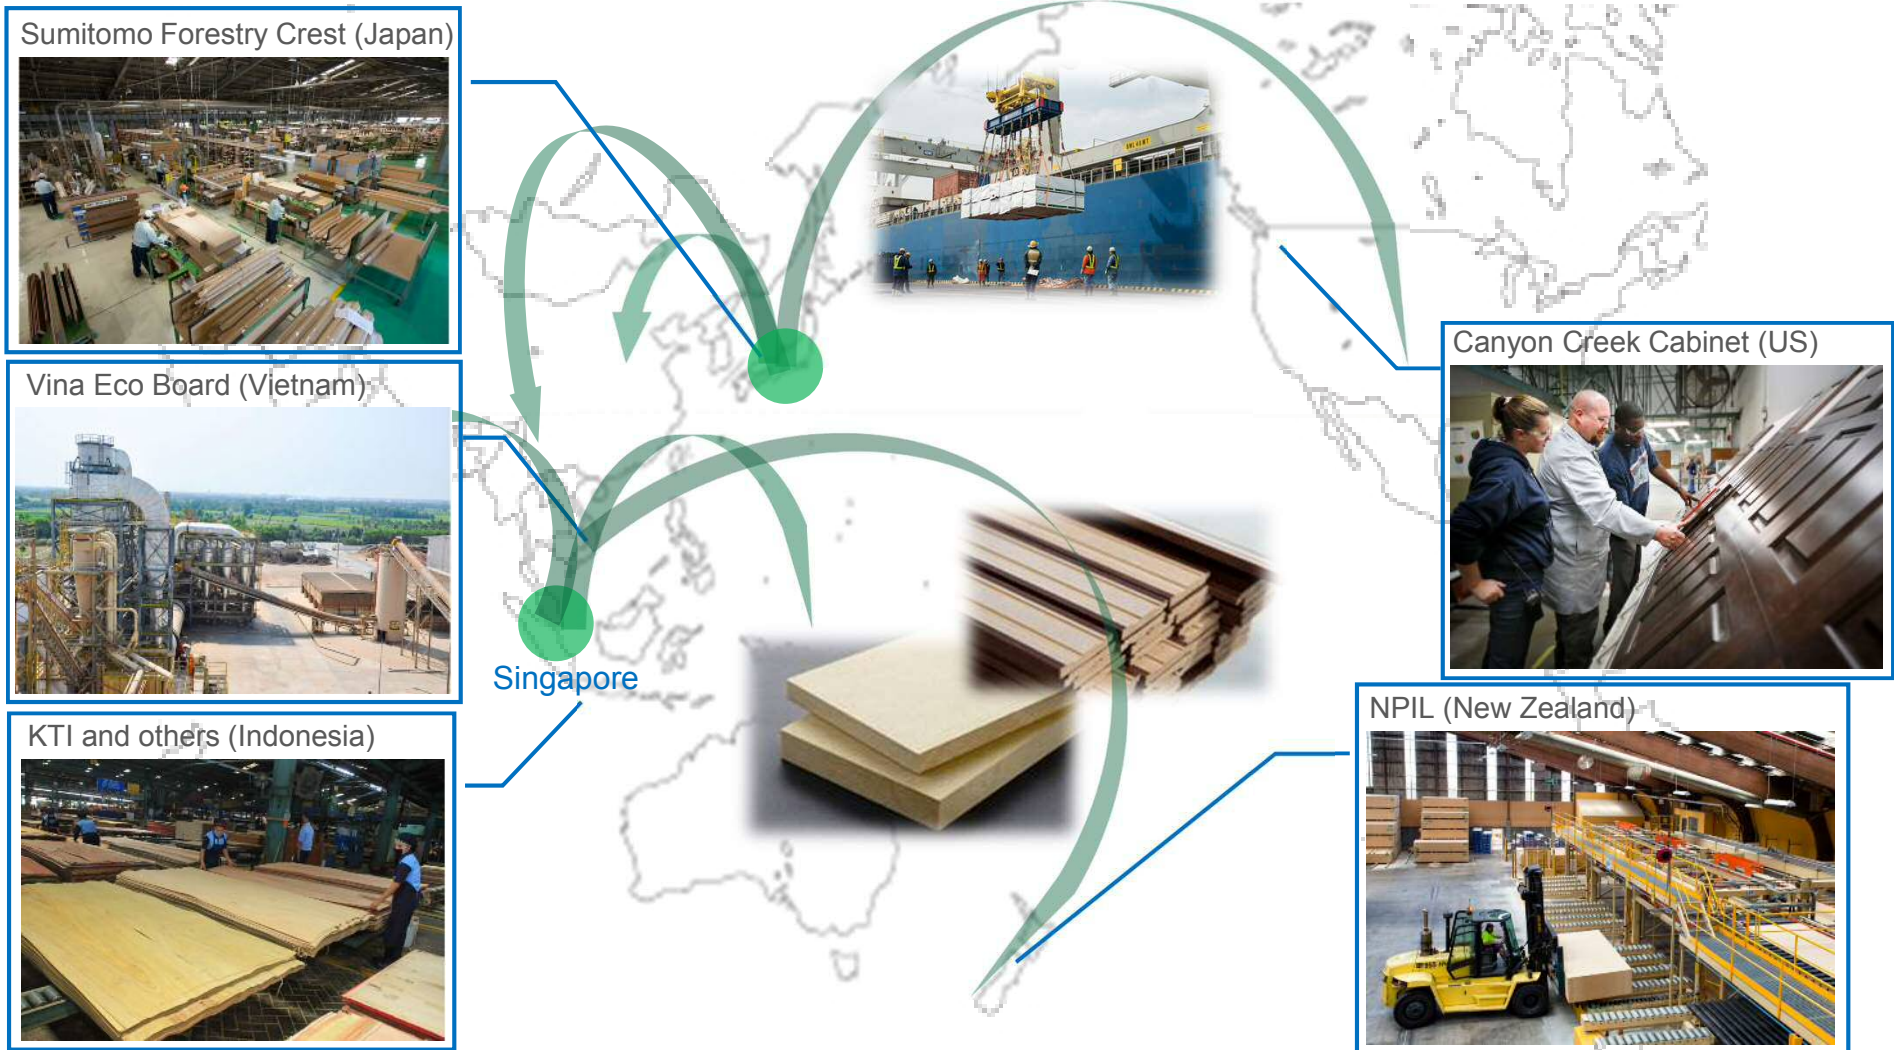 Sumitomo Forestry Crest (Japan)
Vina Eco Board (Vietnam)
KTI and others (Indonesia)
Singapore
Canyon Creek Cabinet (US)
NPIL (New Zealand)